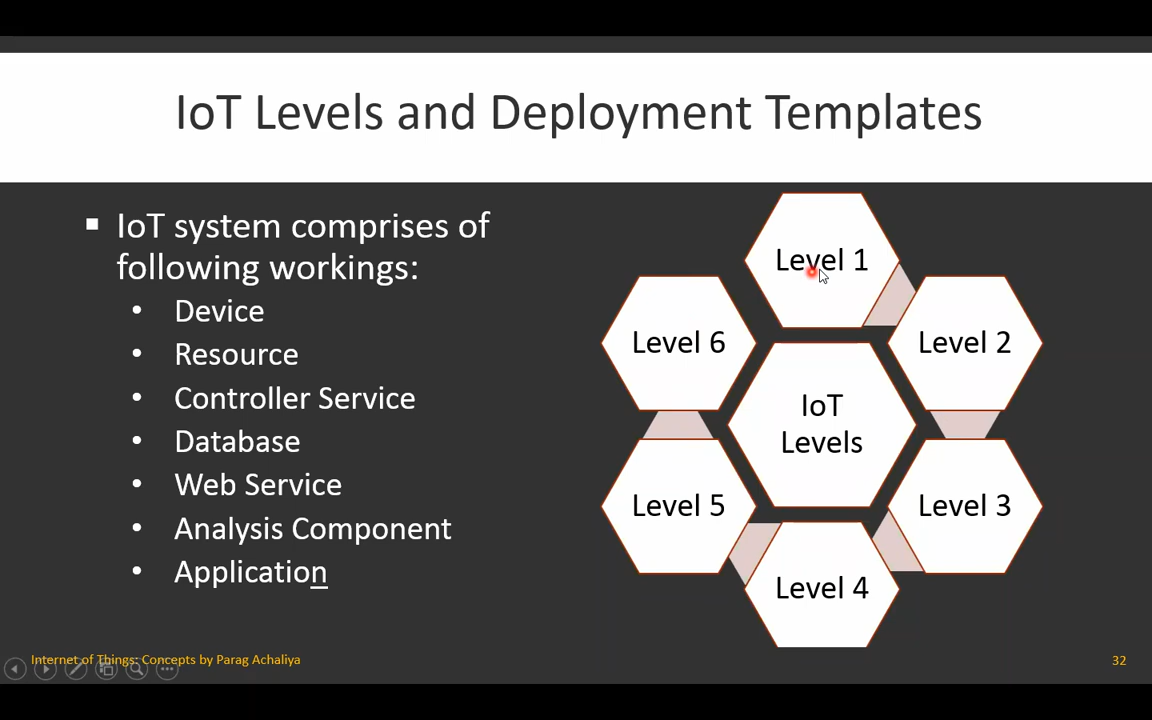 IoT Levels and Deployment Templates
IoT system comprises of
following workings:
Device
Resource
Controller Service
Database
Web Service
Analysis Component
Application
Level 1
Level 2
Level 3
Level 4
Level 5
Level 6
IoT
Levels
Internet of Things: Concepts by Parag Achaliya
32